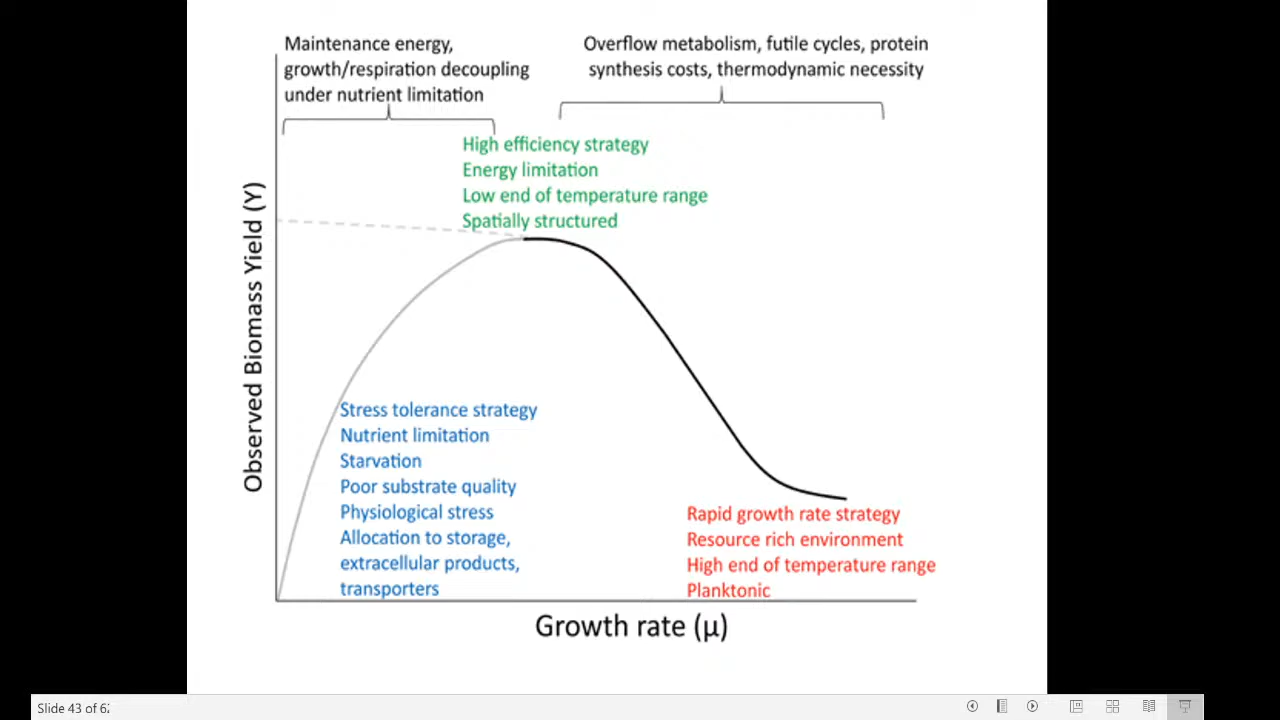 Maintenance energy,
growth/respiration decoupling
under nutrient limitation
Overflow metabolism, futile cycles, protein
synthesis costs, thermodynamic necessity
High efficiency strategy
Energy limitation
Low end of temperature range
Spatially structured
Observed Biomass Yield (Y)
Stress tolerance strategy
Nutrient limitation
Starvation
Poor substrate quality
Physiological stress
Allocation to storage,
extracellular products,
transporters
Rapid growth rate strategy
Resource rich environment
High end of temperature range
Planktonic
Growth rate (μ)
Slide 43 of